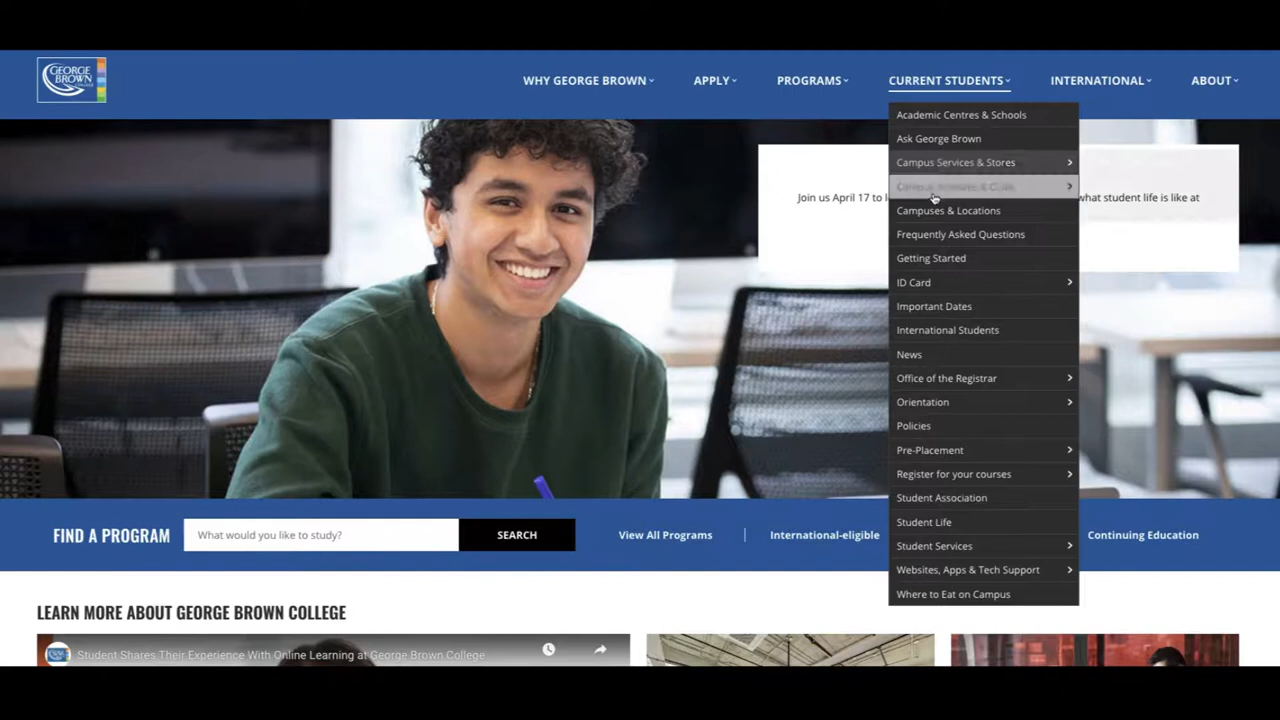 GEORGE BROWN COLLEGE
WHY GEORGE BROWN
APPLY
PROGRAMS
CURRENT STUDENTS
INTERNATIONAL
ABOUT
Academic Centres & Schools
Ask George Brown
Campus Services & Stores
Campuses & Locations
Frequently Asked Questions
Getting Started
ID Card
Important Dates
International Students
News
Office of the Registrar
Orientation
Policies
Pre-Placement
Register for your courses
Student Association
Student Life
Student Services
Websites, Apps & Tech Support
Where to Eat on Campus
Join us April 17 to l
what student life is like at
FIND A PROGRAM
What would you like to study?
SEARCH
View All Programs
International-eligible
Continuing Education
LEARN MORE ABOUT GEORGE BROWN COLLEGE
Student Shares Their Experience With Online Learning at George Brown College